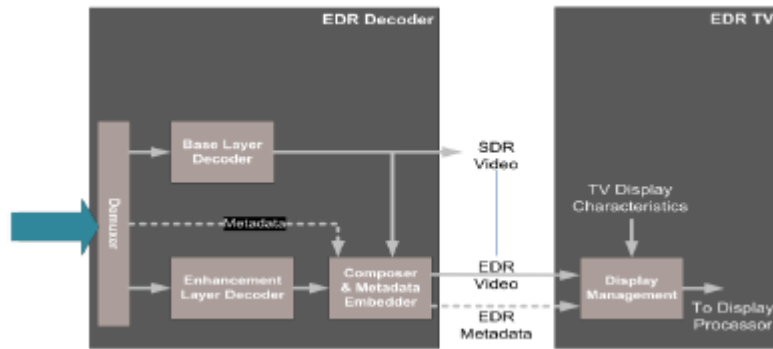 EDR Decoder
EDR TV
Base Layer
Decoder
SDR
Video
TV Display
Characteristics
Demuxer
Metadata
Enhancement
Layer Decoder
Composer
& Metadata
Embedder
EDR
Video
Display
Management
EDR
Metadata
To Display
Processor